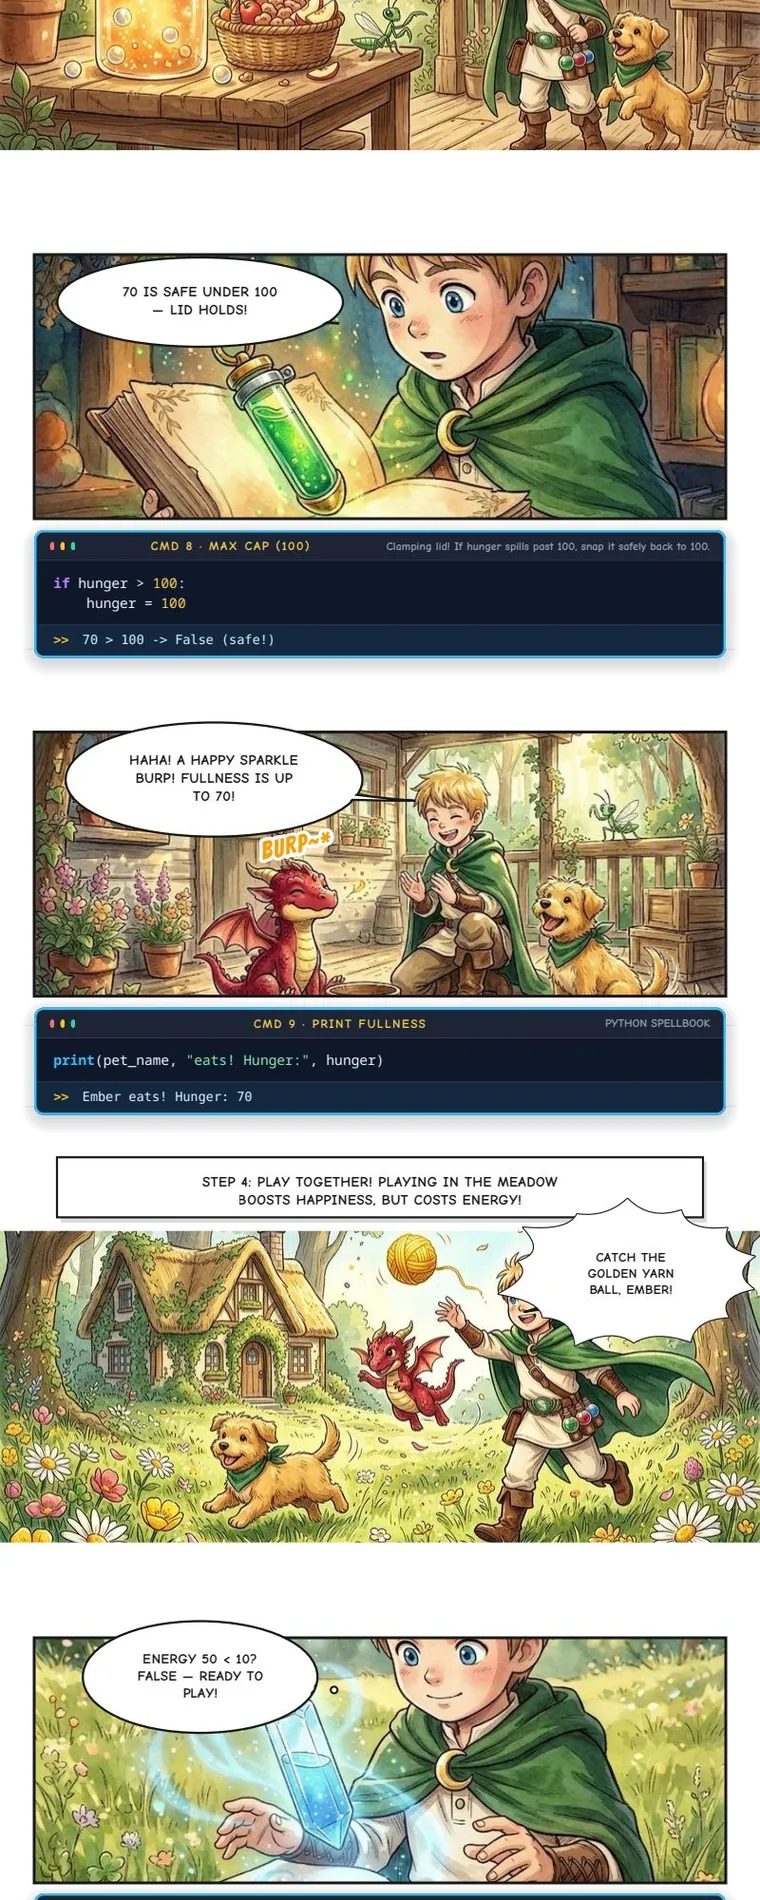 70 IS SAFE UNDER 100
— LID HOLDS!
CMD 8 · MAX CAP (100)
Clamping lid! If hunger spills past 100, snap it safely back to 100.
if hunger > 100:
hunger = 100
>> 70 > 100 -> False (safe!)
HAHA! A HAPPY SPARKLE
BURP! FULLNESS IS UP
TO 70!
BURP~*
CMD 9 · PRINT FULLNESS
PYTHON SPELLBOOK
print(pet_name, "eats! Hunger:", hunger)
>> Ember eats! Hunger: 70
STEP 4: PLAY TOGETHER! PLAYING IN THE MEADOW
BOOSTS HAPPINESS, BUT COSTS ENERGY!
CATCH THE
GOLDEN YARN
BALL, EMBER!
ENERGY 50 < 10?
FALSE — READY TO
PLAY!